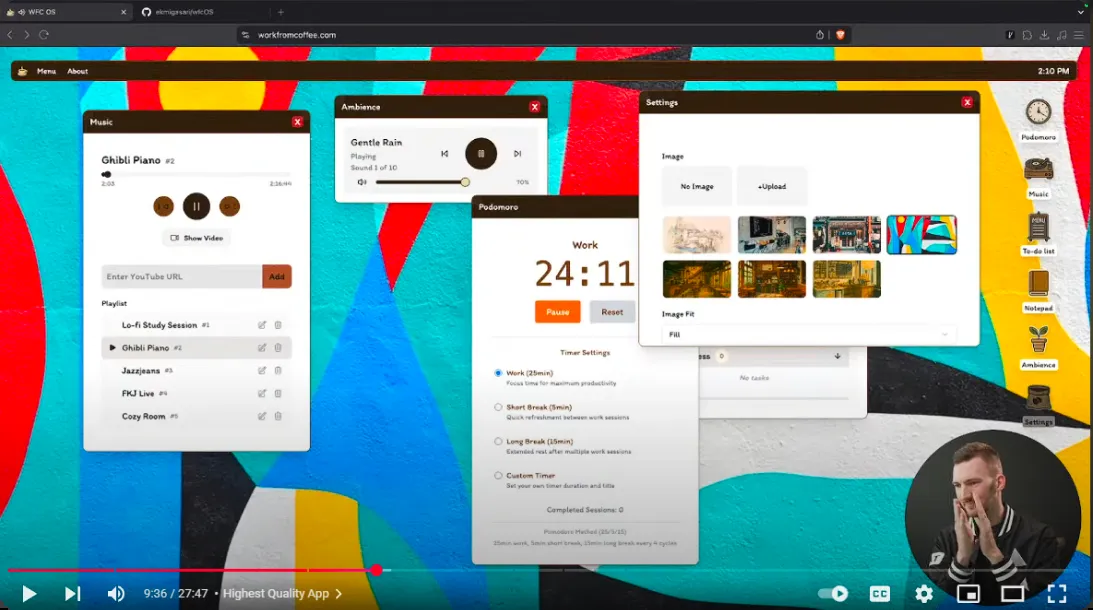 WFC OS
ekmigasari/wfcOS
workfromcoffee.com
Menu About
2:10 PM
Music
Ghibli Piano #2
2:03
2:36:44
Show Video
Enter YouTube URL
Add
Playlist
Lo-fi Study Session #1
Ghibli Piano #2
Jazzjeans #3
FKJ Live #4
Cozy Room #5
Ambience
Gentle Rain
Playing
Sound 1 of 10
70%
Podomoro
Work
24:11
Pause
Reset
Timer Settings
Work (25min)
Focus time for maximum productivity
Short Break (5min)
Quick refreshment between work sessions
Long Break (15min)
Extended rest after multiple work sessions
Custom Timer
Set your own timer duration and title
Completed Sessions: 0
25min work, 5min short break, 15min long break every 4 cycles
Settings
Image
No Image
+Upload
Image Fit
Fill
ess 0
No tasks
Podomoro
Music
MENU
To-do list
Notepad
Ambience
Settings
9:36 / 27:47 • Highest Quality App
CC